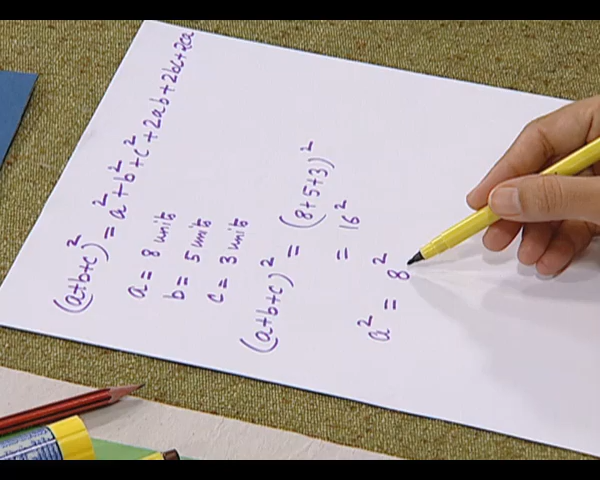 (a+b+c)² = a²+b²+c²+2ab+2bc+2ca
a = 8 units
b = 5 units
c = 3 units
(a+b+c)² = (8+5+3)²
= 16²
a² = 8²